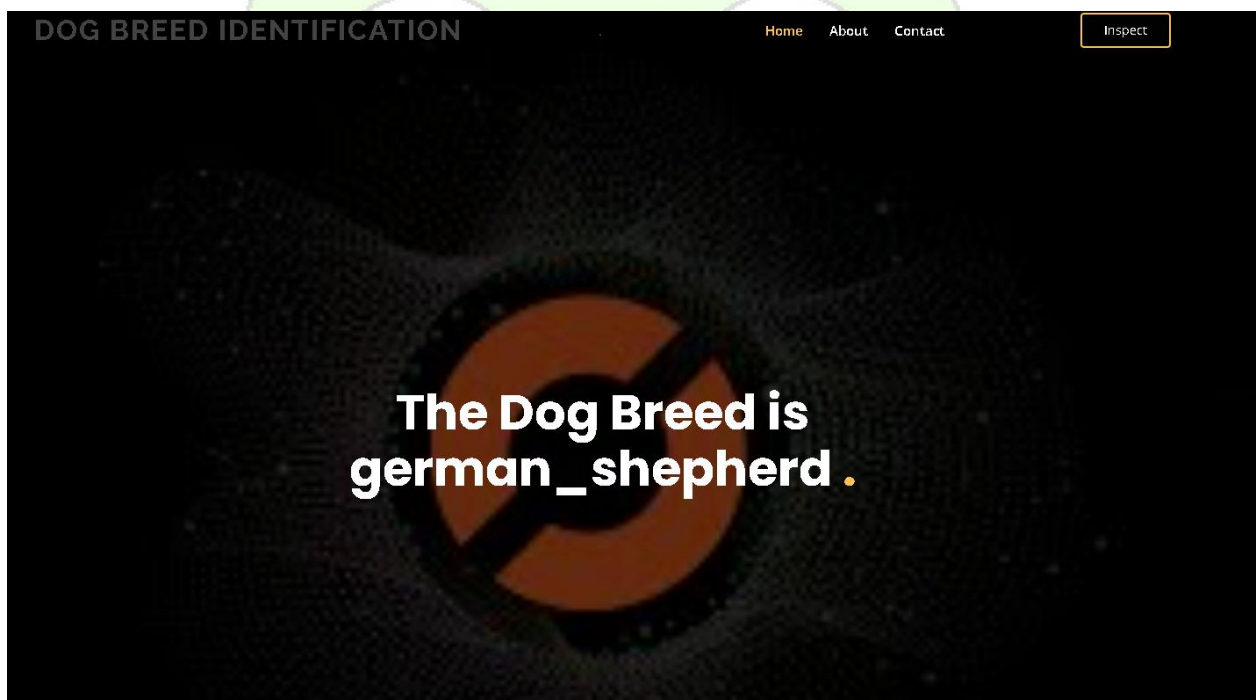 DOG BREED IDENTIFICATION
Home About Contact
Inspect
The Dog Breed is
german_shepherd .